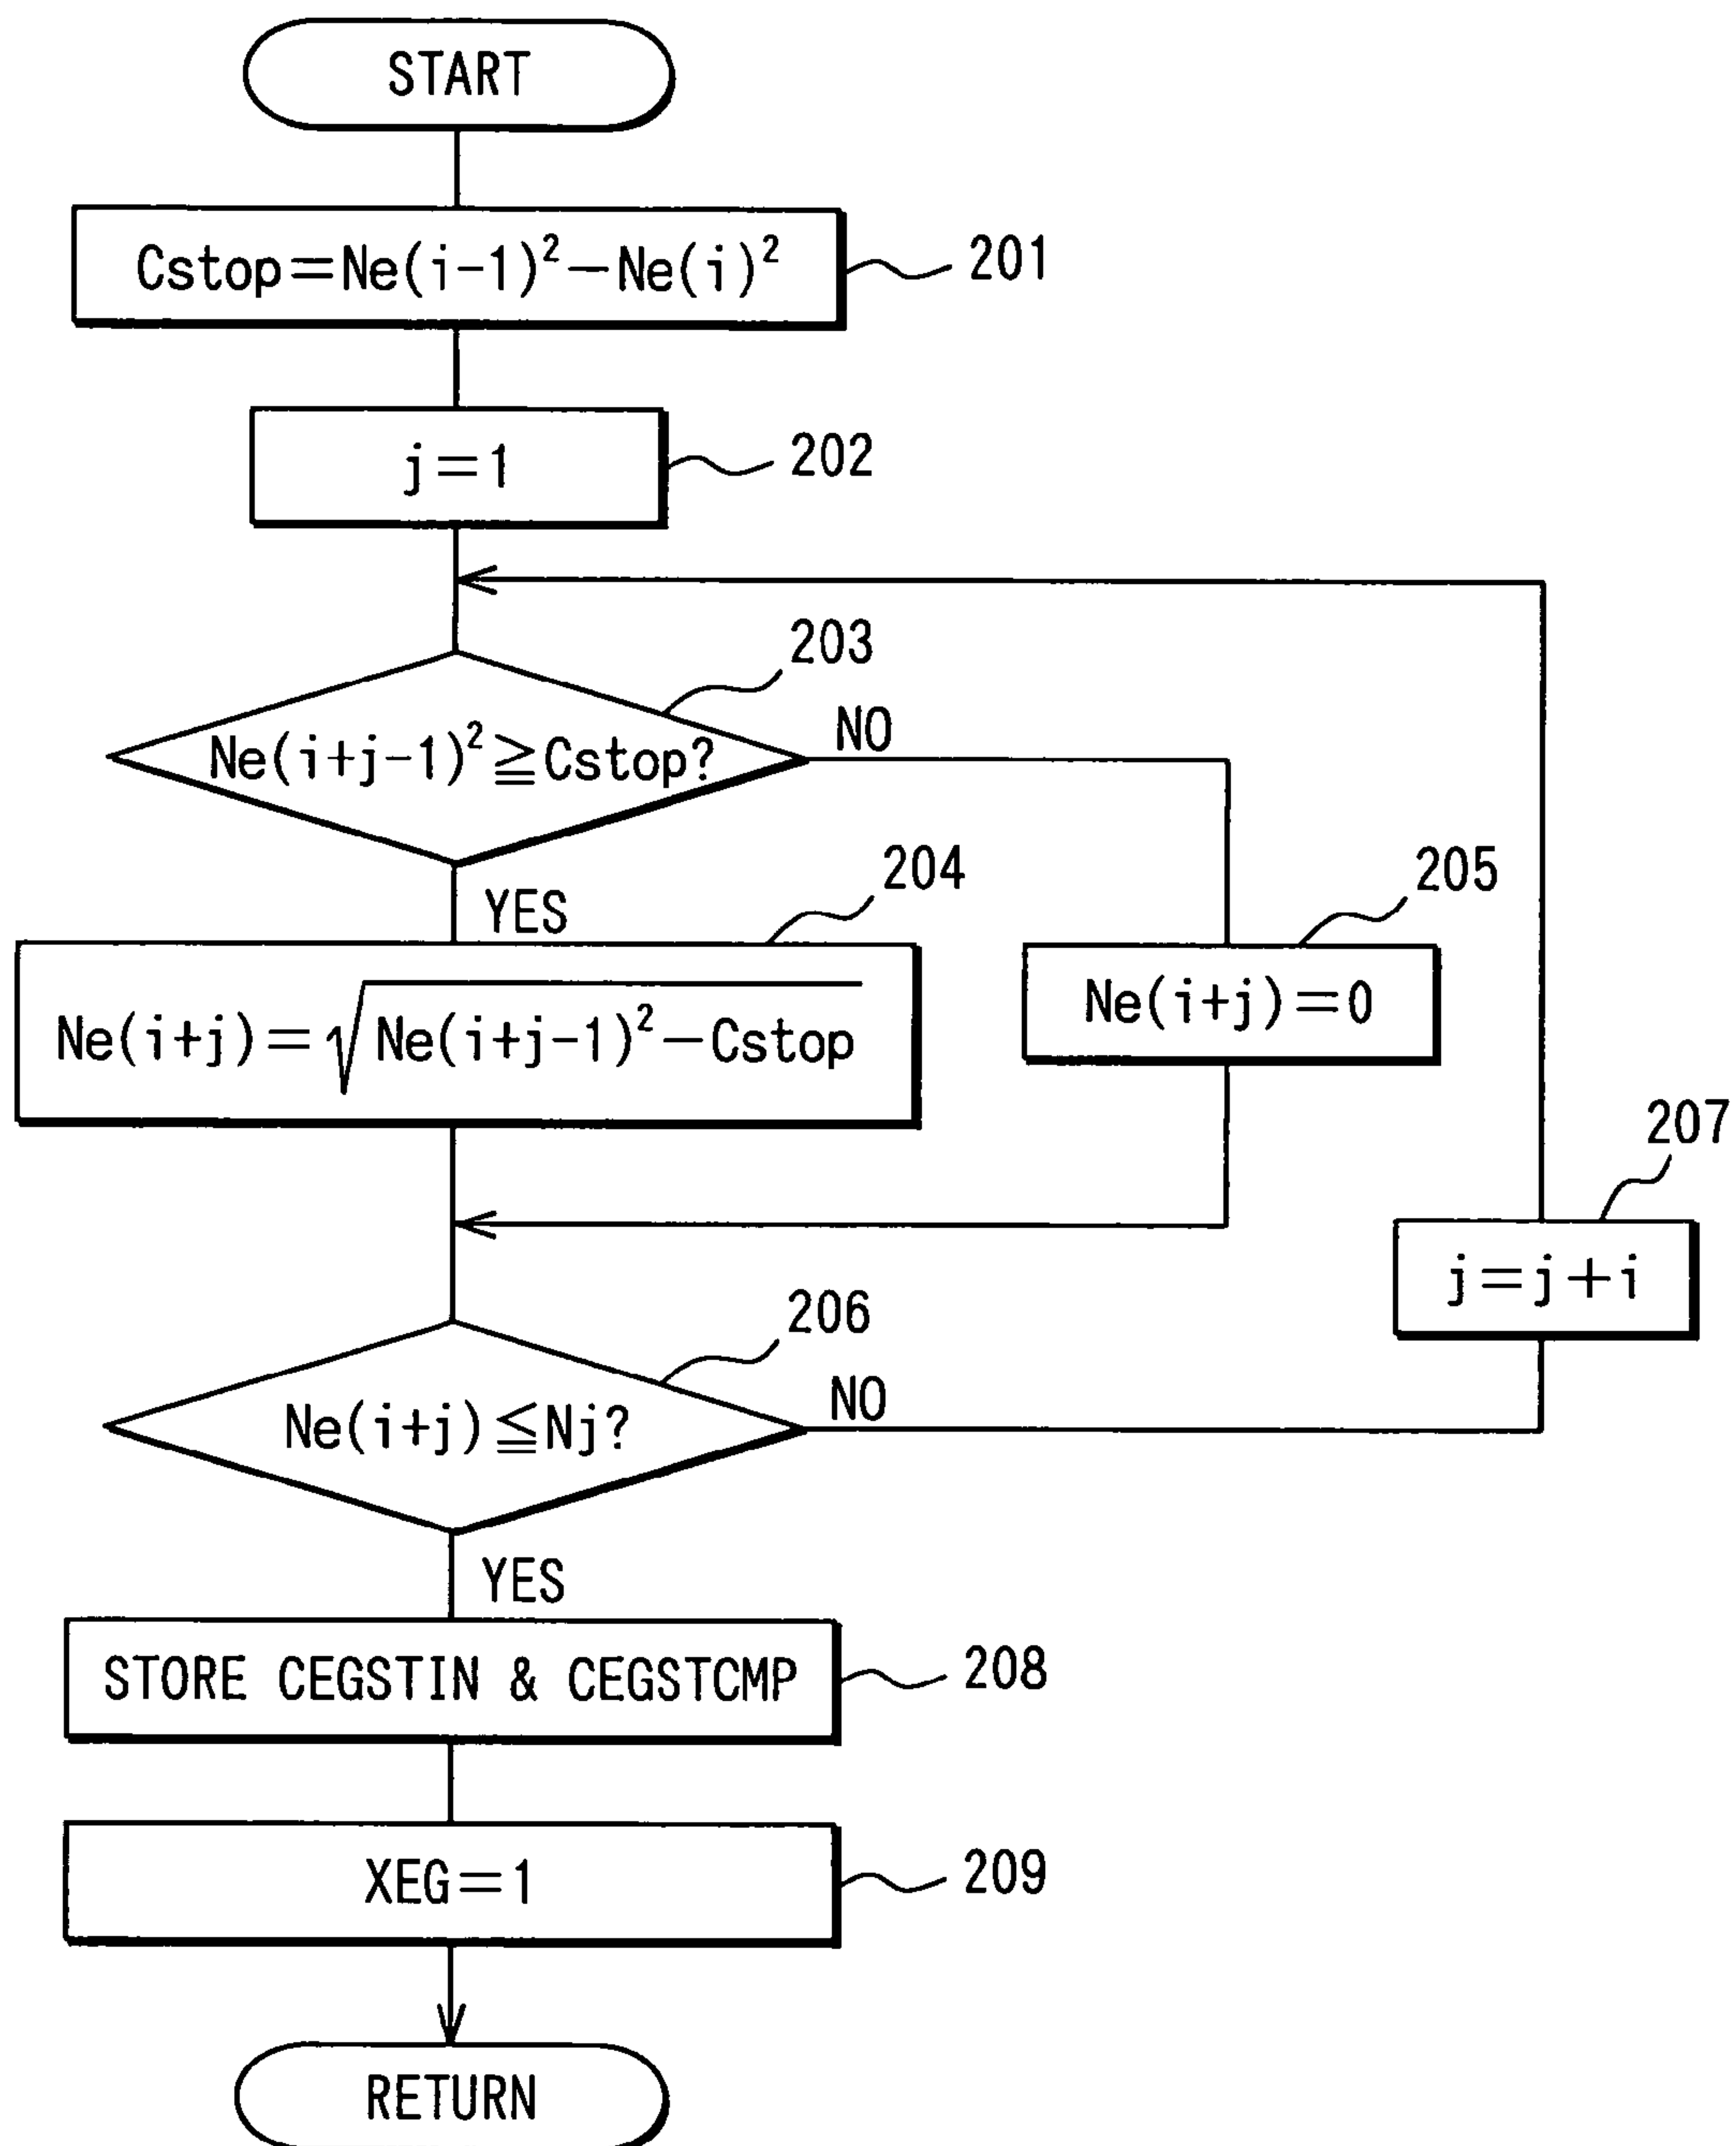 START
Cstop=Ne(i-1)²-Ne(i)²
201
j=1
202
203
Ne(i+j-1)²≧Cstop?
NO
YES
204
Ne(i+j)=√Ne(i+j-1)²-Cstop
205
Ne(i+j)=0
207
j=j+i
206
Ne(i+j)≦Nj?
NO
YES
STORE CEGSTIN & CEGSTCMP
208
XEG=1
209
RETURN